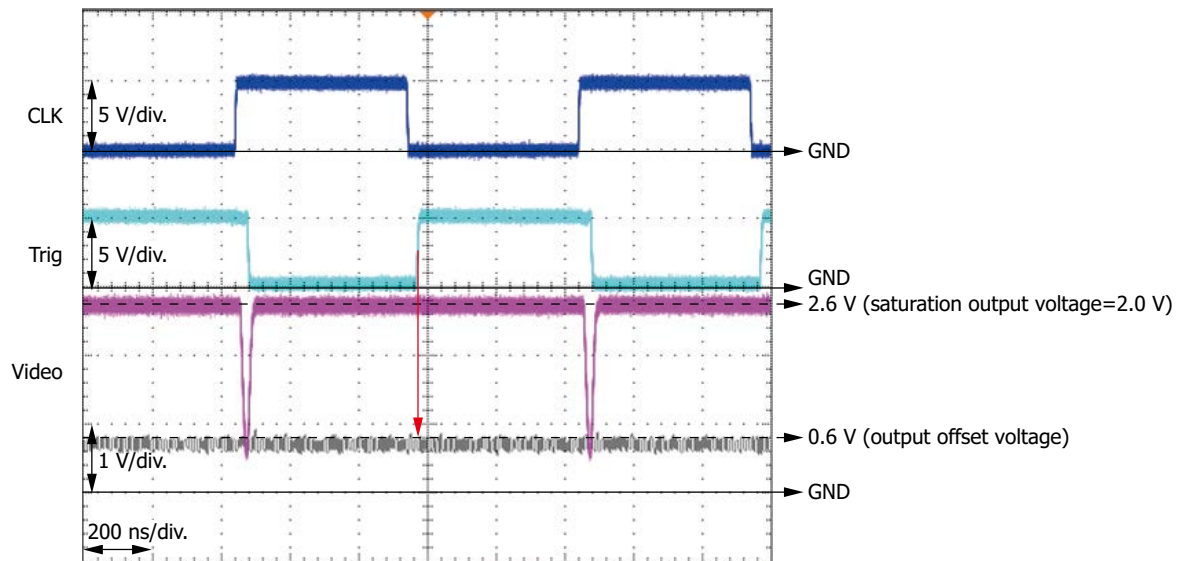 CLK
5 V/div.
GND
Trig
5 V/div.
GND
2.6 V (saturation output voltage=2.0 V)
Video
0.6 V (output offset voltage)
1 V/div.
GND
200 ns/div.